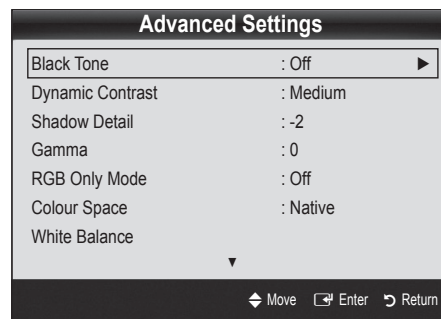 Advanced Settings
Black Tone : Off ►
Dynamic Contrast : Medium
Shadow Detail : -2
Gamma : 0
RGB Only Mode : Off
Colour Space : Native
White Balance
▼
Move Enter Return